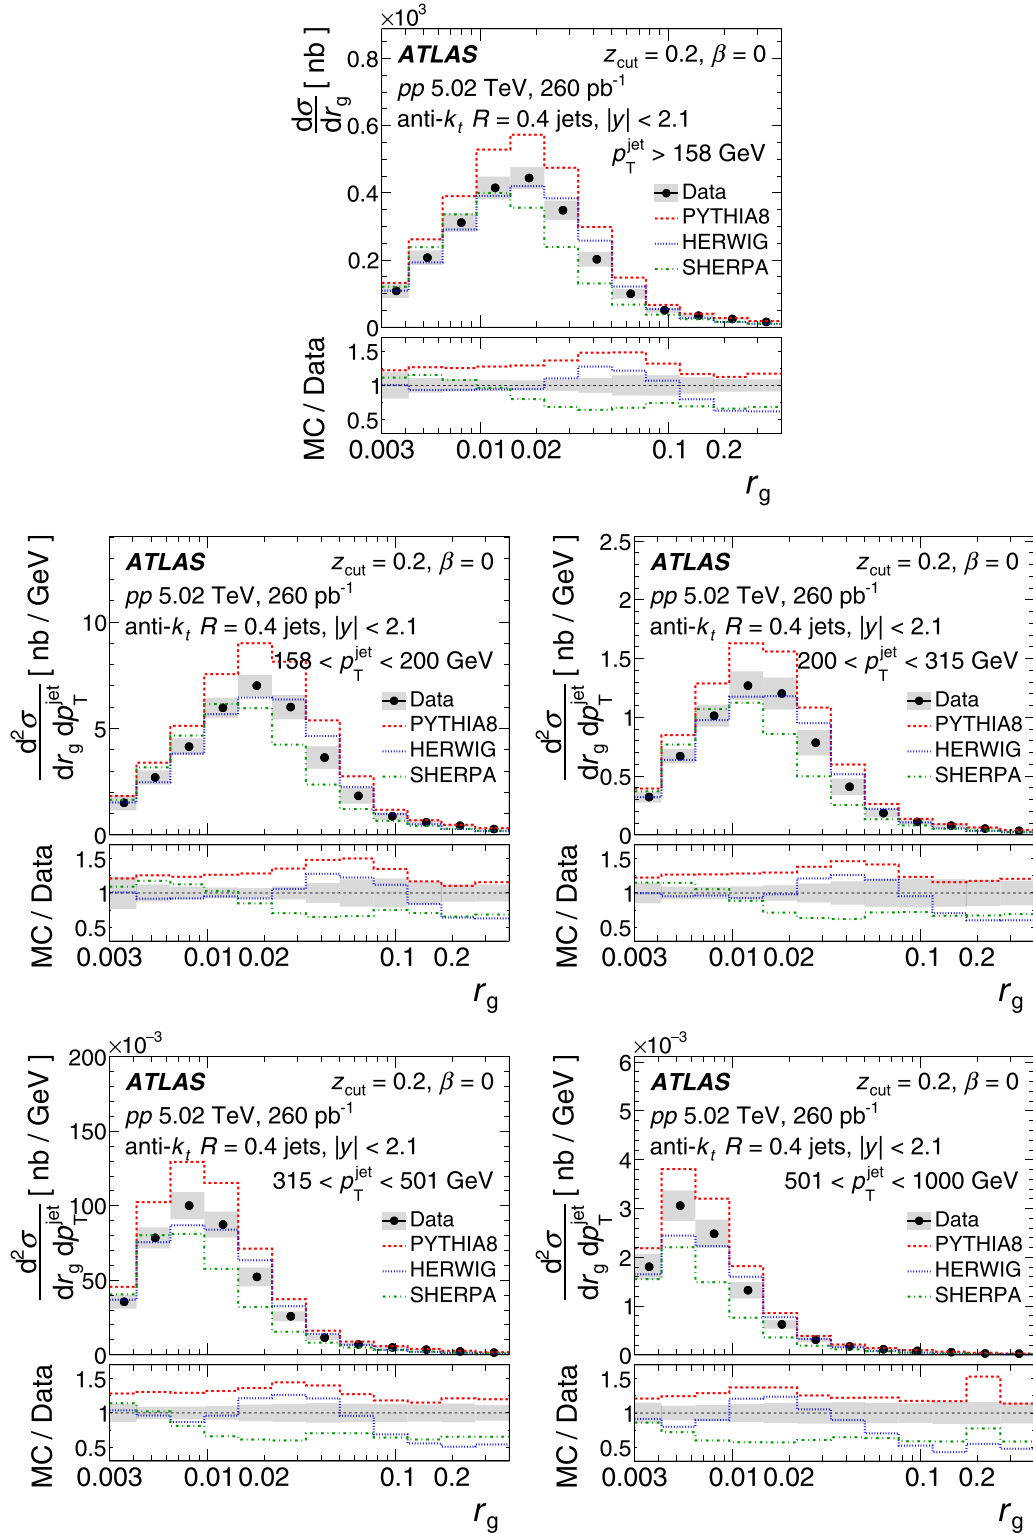 ×10³
dσ/dr_g [ nb]
ATLAS z_cut = 0.2, β = 0
pp 5.02 TeV, 260 pb⁻¹
anti-k_t R = 0.4 jets, |y| < 2.1
p_T^jet > 158 GeV
Data
PYTHIA8
HERWIG
SHERPA
0.8
0.6
0.4
0.2
0
MC / Data
1.5
1
0.5
0.003 0.01 0.02 0.1 0.2
r_g
d²σ/dr_g dp_T^jet [ nb / GeV]
ATLAS z_cut = 0.2, β = 0
pp 5.02 TeV, 260 pb⁻¹
anti-k_t R = 0.4 jets, |y| < 2.1
158 < p_T^jet < 200 GeV
Data
PYTHIA8
HERWIG
SHERPA
10
5
0
MC / Data
1.5
1
0.5
0.003 0.01 0.02 0.1 0.2
r_g
d²σ/dr_g dp_T^jet [ nb / GeV]
ATLAS z_cut = 0.2, β = 0
pp 5.02 TeV, 260 pb⁻¹
anti-k_t R = 0.4 jets, |y| < 2.1
200 < p_T^jet < 315 GeV
Data
PYTHIA8
HERWIG
SHERPA
2.5
2
1.5
1
0.5
0
MC / Data
1.5
1
0.5
0.003 0.01 0.02 0.1 0.2
r_g
×10⁻³
d²σ/dr_g dp_T^jet [ nb / GeV]
ATLAS z_cut = 0.2, β = 0
pp 5.02 TeV, 260 pb⁻¹
anti-k_t R = 0.4 jets, |y| < 2.1
315 < p_T^jet < 501 GeV
Data
PYTHIA8
HERWIG
SHERPA
200
150
100
50
0
MC / Data
1.5
1
0.5
0.003 0.01 0.02 0.1 0.2
r_g
×10⁻³
d²σ/dr_g dp_T^jet [ nb / GeV]
ATLAS z_cut = 0.2, β = 0
pp 5.02 TeV, 260 pb⁻¹
anti-k_t R = 0.4 jets, |y| < 2.1
501 < p_T^jet < 1000 GeV
Data
PYTHIA8
HERWIG
SHERPA
6
5
4
3
2
1
0
MC / Data
1.5
1
0.5
0.003 0.01 0.02 0.1 0.2
r_g